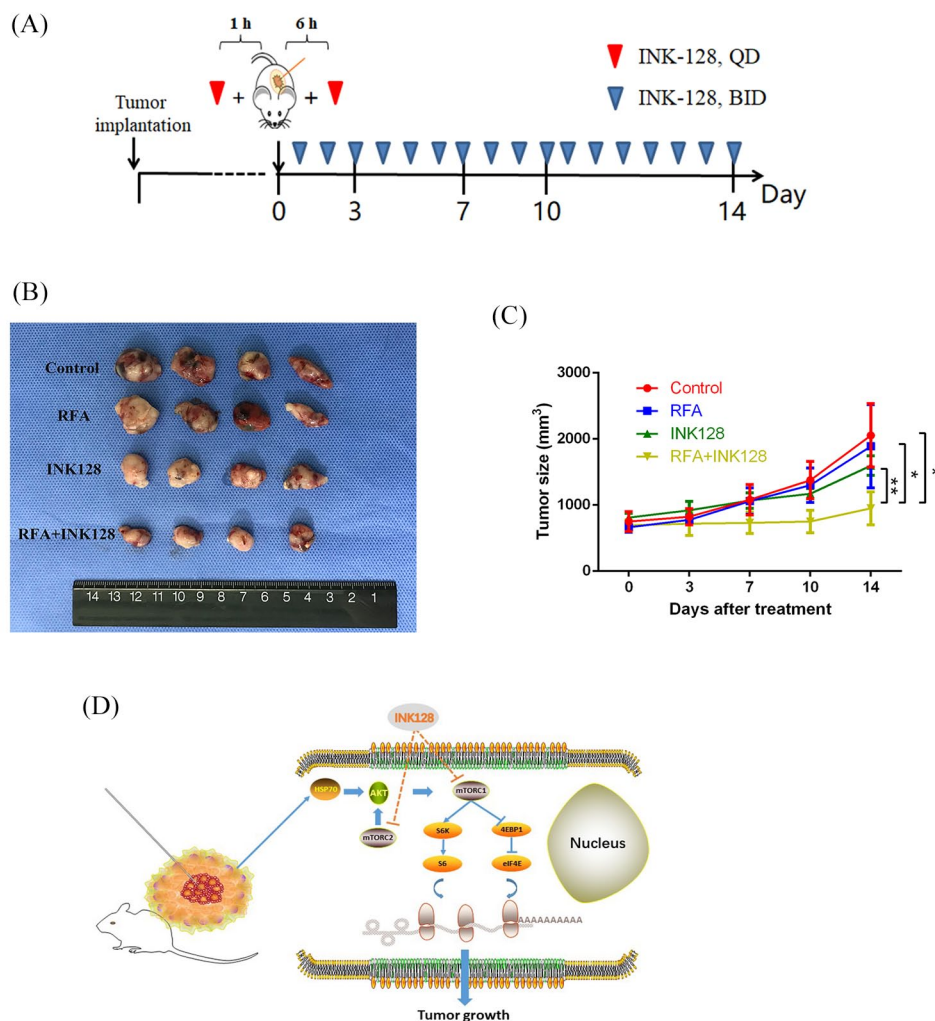 (A)
1 h
6 h
+
+
INK-128, QD
INK-128, BID
Tumor
implantation
0
3
7
10
14
Day
(B)
Control
RFA
INK128
RFA+INK128
14 13 12 11 10 9 8 7 6 5 4 3 2 1
(C)
Tumor size (mm3)
3000
2000
1000
0
Control
RFA
INK128
RFA+INK128
**
*
*
0 3 7 10 14
Days after treatment
(D)
INK128
HSP70
AKT
mTORC1
mTORC2
S6K
4EBP1
S6
eIF4E
Nucleus
AAAAAAAAAA
Tumor growth